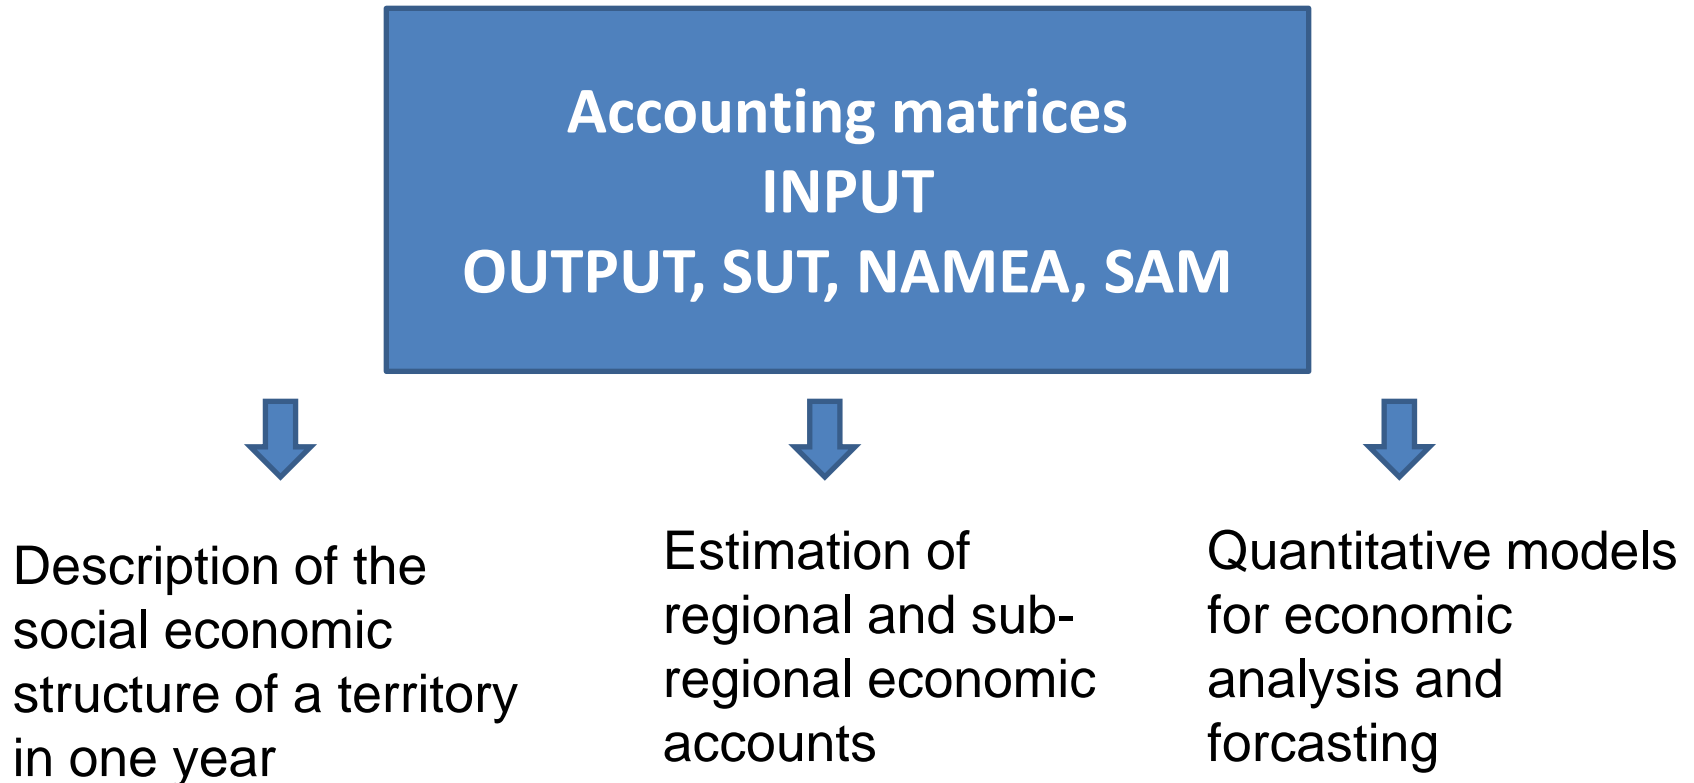 Accounting matrices
INPUT
OUTPUT, SUT, NAMEA, SAM
Description of the
social economic
structure of a territory
in one year
Estimation of
regional and sub-
regional economic
accounts
Quantitative models
for economic
analysis and
forcasting